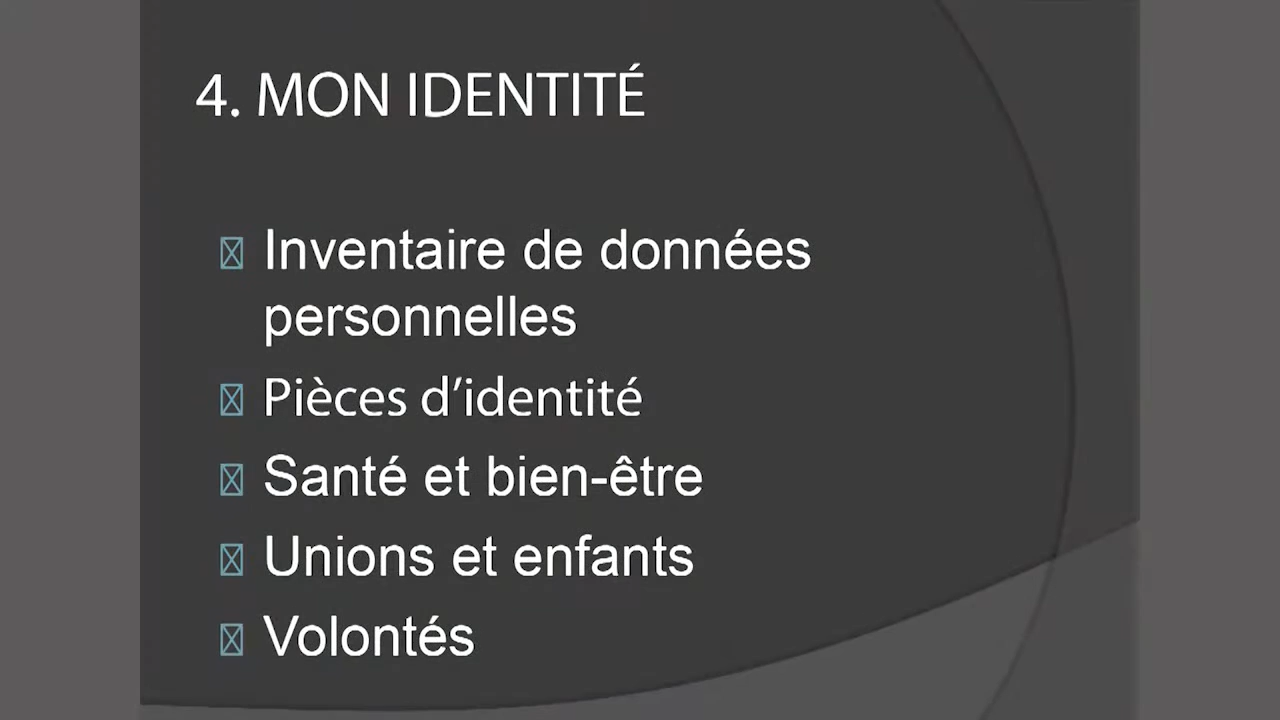 4. MON IDENTITÉ
Inventaire de données
personnelles
Pièces d’identité
Santé et bien-être
Unions et enfants
Volontés